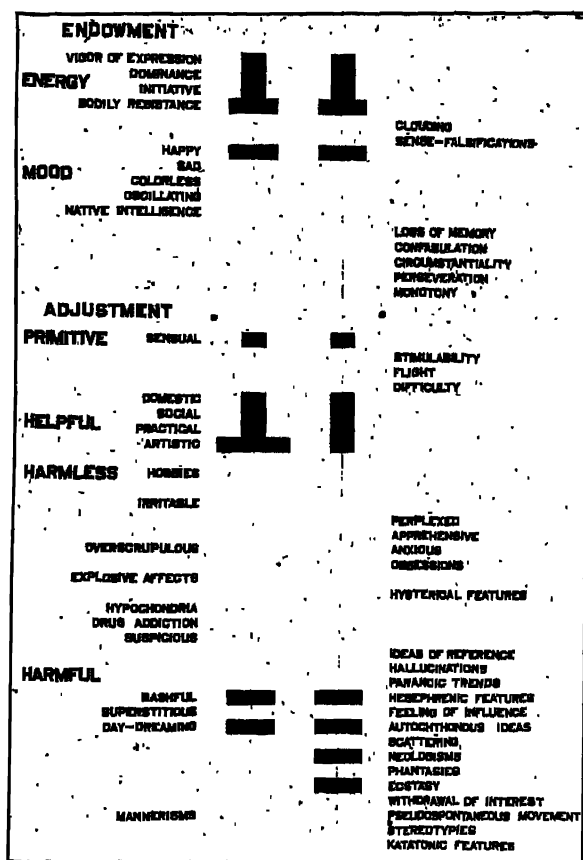 ENDOWMENT
VIGOR OF EXPRESSION
DOMINANCE
ENERGY
INITIATIVE
BODILY RESISTANCE
CLOUDING
SENSE-FALSIFICATIONS
HAPPY
SAD
MOOD
COLORLESS
OSCILLATING
NATIVE INTELLIGENCE
LOSS OF MEMORY
CONFABULATION
CIRCUMSTANTIALITY
PERSEVERATION
MONOTONY
ADJUSTMENT
PRIMITIVE SENSUAL
STIMULABILITY
FLIGHT
DIFFICULTY
DOMESTIC
SOCIAL
HELPFUL
PRACTICAL
ARTISTIC
HARMLESS HOBBIES
IRRITABLE
PERPLEXED
APPREHENSIVE
OVERSCRUPULOUS ANXIOUS
OBSESSIONS
EXPLOSIVE AFFECTS
HYSTERICAL FEATURES
HYPOCHONDRIA
DRUG ADDICTION
SUSPICIOUS
IDEAS OF REFERENCE
HALLUCINATIONS
HARMFUL
PARANOIC TRENDS
BASHFUL HEBEPHRENIC FEATURES
SUPERSTITIOUS FEELING OF INFLUENCE
DAY-DREAMING AUTOCHTHONOUS IDEAS
SCATTERING
NEOLOGISMS
PHANTASIES
ECSTASY
WITHDRAWAL OF INTEREST
MANNERISMS PSEUDOSPONTANEOUS MOVEMENT
STEREOTYPIES
KATATONIC FEATURES